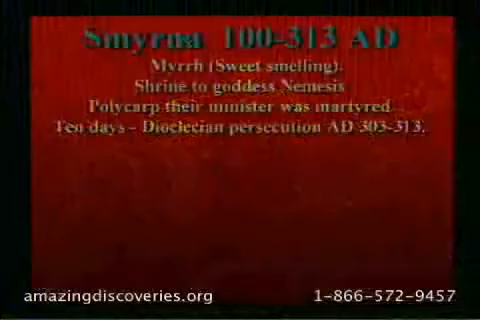 Smyrna 100-313 AD
Myrrh (Sweet smelling).
Shrine to goddess Nemesis
Polycarp their minister was martyred
Ten days - Dioclecian persecution AD 303-313.
amazingdiscoveries.org
1-866-572-9457